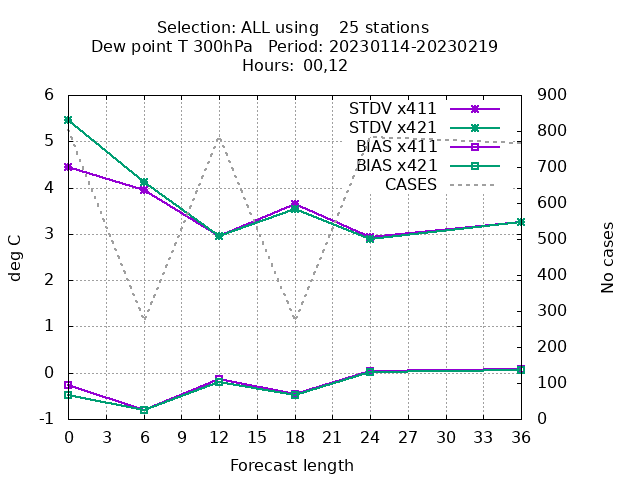 Selection: ALL using    25 stations
Dew point T 300hPa   Period: 20230114-20230219
Hours: 00,12
STDV x411
STDV x421
BIAS x411
BIAS x421
CASES
deg C
6
5
4
3
2
1
0
-1
900
800
700
600
500
400
300
200
100
0
No cases
0 3 6 9 12 15 18 21 24 27 30 33 36
Forecast length